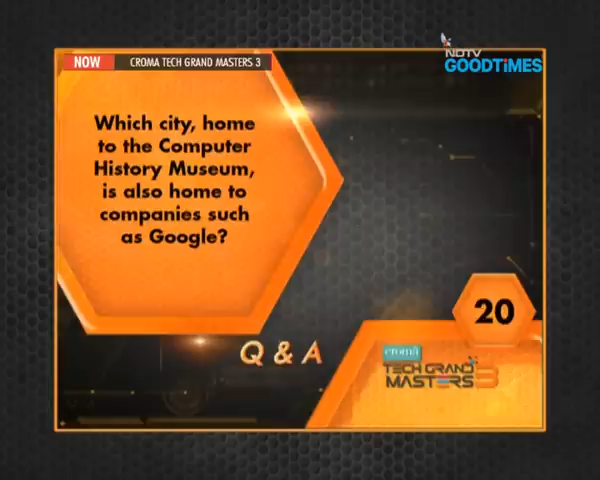 NOW CROMA TECH GRAND MASTERS 3
NDTV
GOODTiMES
Which city, home
to the Computer
History Museum,
is also home to
companies such
as Google?
20
Q & A
croma
TECH GRAND
MASTERS 3